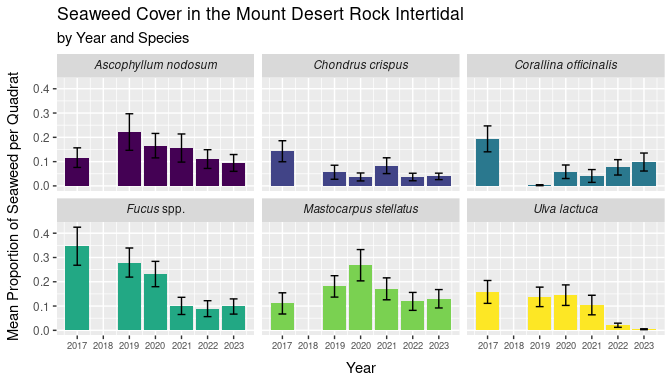 Seaweed Cover in the Mount Desert Rock Intertidal
by Year and Species
Mean Proportion of Seaweed per Quadrat
Ascophyllum nodosum
Chondrus crispus
Corallina officinalis
0.4
0.3
0.2
0.1
0.0
Fucus spp.
Mastocarpus stellatus
Ulva lactuca
0.4
0.3
0.2
0.1
0.0
2017 2018 2019 2020 2021 2022 2023
2017 2018 2019 2020 2021 2022 2023
2017 2018 2019 2020 2021 2022 2023
Year